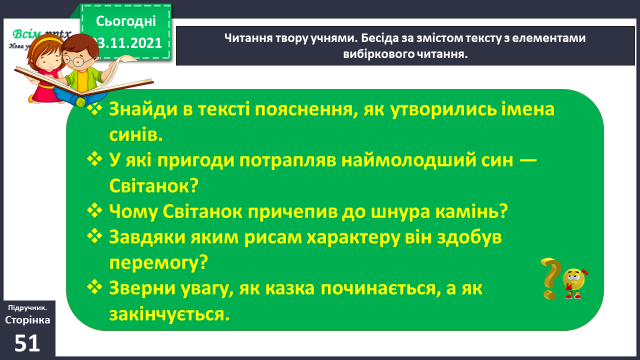 Сьогодні
3.11.2021
Всім pptx
Нова
Читання твору учнями. Бесіда за змістом тексту з елементами
вибіркового читання.
❖ Знайди в тексті пояснення, як утворились імена
синів.
❖ У які пригоди потрапляв наймолодший син —
Світанок?
❖ Чому Світанок причепив до шнура камінь?
❖ Завдяки яким рисам характеру він здобув
перемогу?
❖ Зверни увагу, як казка починається, а як
закінчується.
Підручник.
Сторінка
51